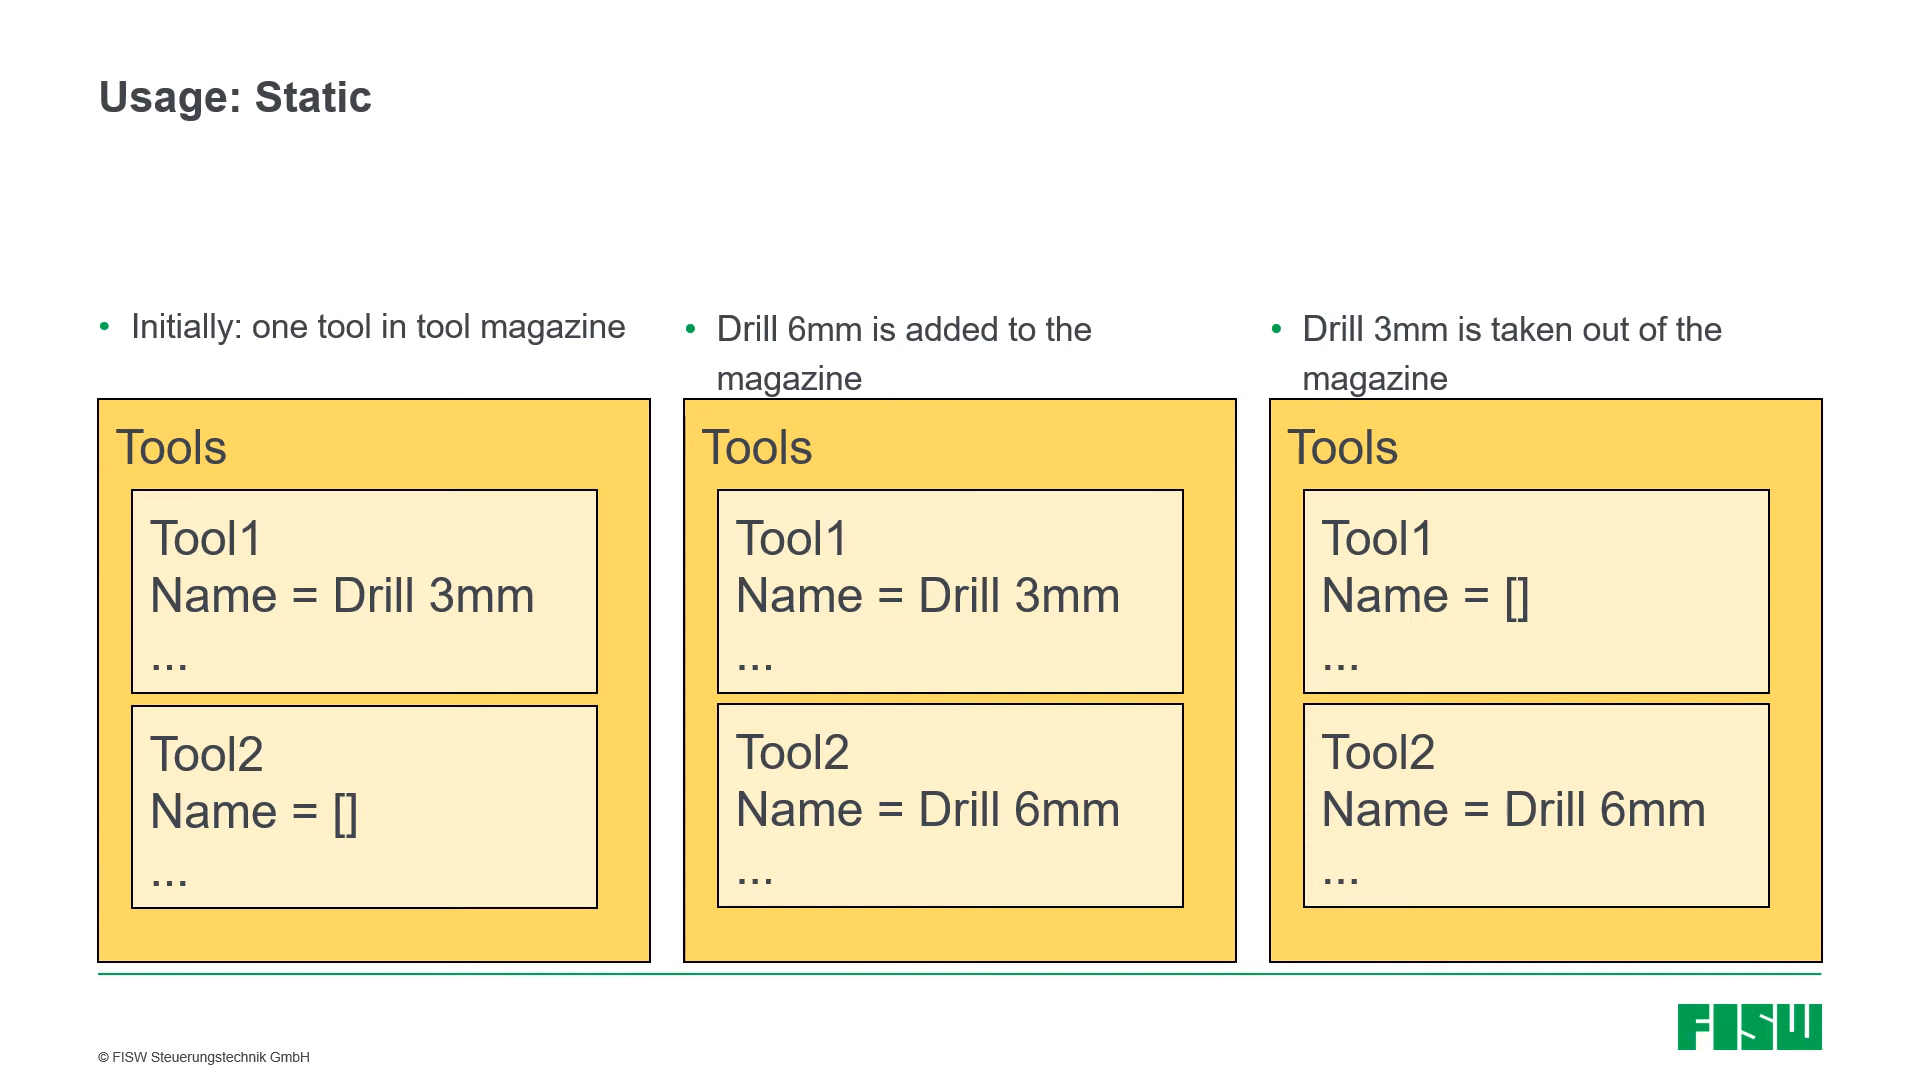 Usage: Static
• Initially: one tool in tool magazine
Tools
Tool1
Name = Drill 3mm
...
Tool2
Name = []
...
• Drill 6mm is added to the
magazine
Tools
Tool1
Name = Drill 3mm
...
Tool2
Name = Drill 6mm
...
• Drill 3mm is taken out of the
magazine
Tools
Tool1
Name = []
...
Tool2
Name = Drill 6mm
...
© FISW Steuerungstechnik GmbH
FISW